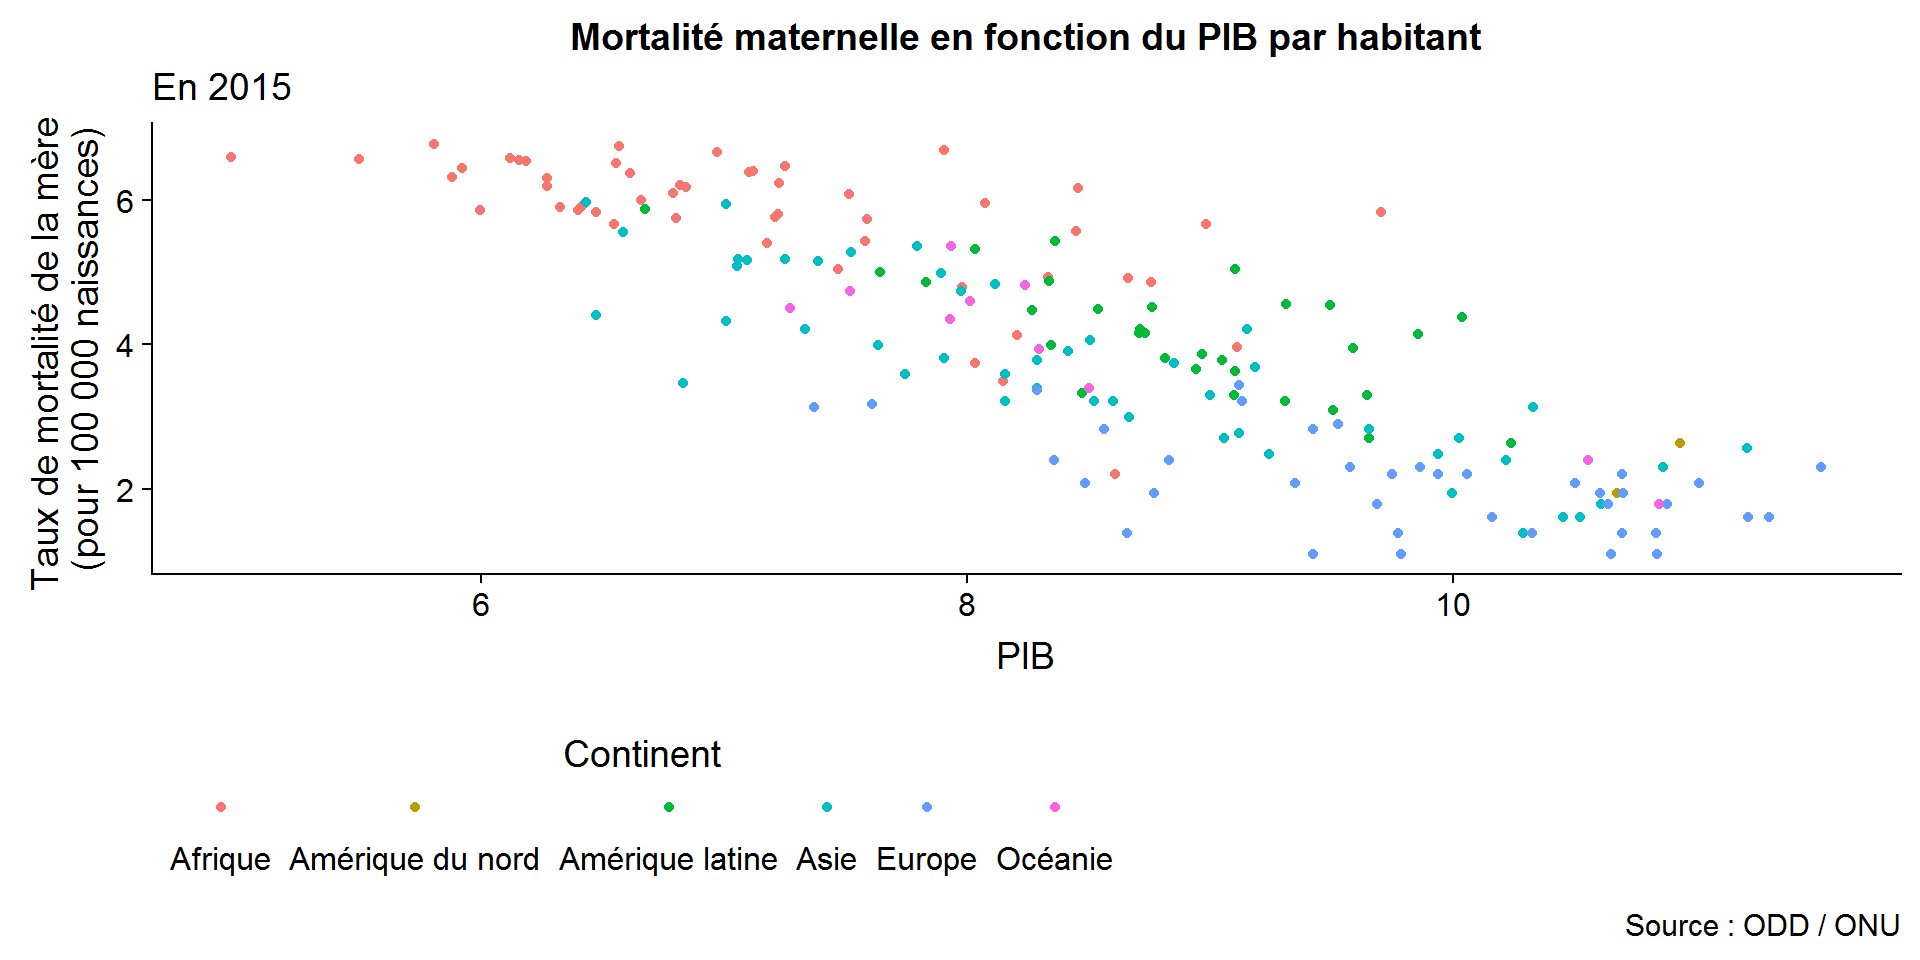 Mortalité maternelle en fonction du PIB par habitant
En 2015
Taux de mortalité de la mère
(pour 100 000 naissances)
6
4
2
6 8 10
PIB
Continent
Afrique Amérique du nord Amérique latine Asie Europe Océanie
Source : ODD / ONU